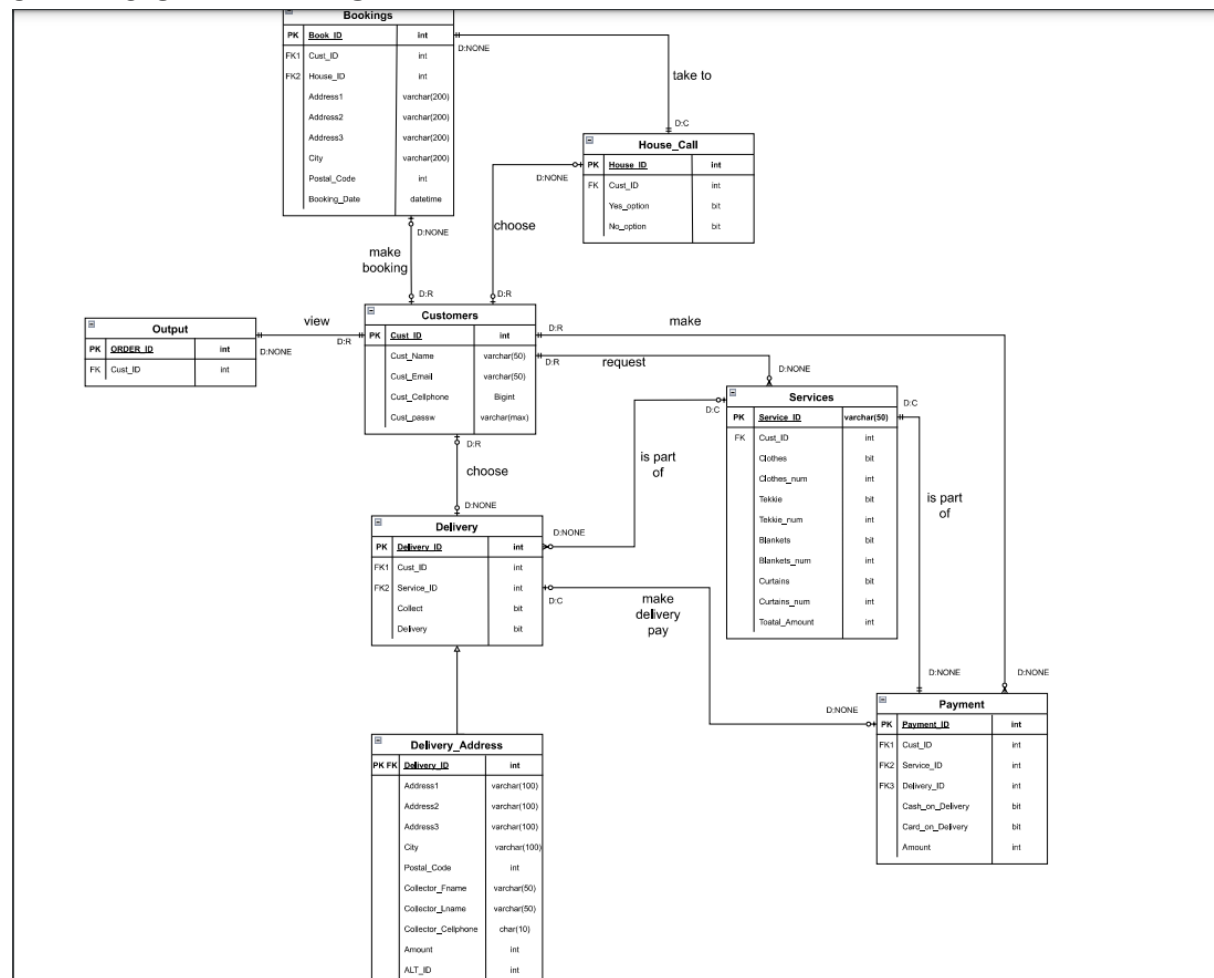 Bookings
PK Book_ID int
FK1 Cust_ID int
FK2 House_ID int
Address1 varchar(200)
Address2 varchar(200)
Address3 varchar(200)
City varchar(200)
Postal_Code int
Booking_Date datetime
D:NONE
take to
D:C
House_Call
PK House_ID int
FK Cust_ID int
Yes_option bit
No_option bit
D:NONE
choose
D:R
D:NONE
make
booking
D:R
Output
PK ORDER_ID int
FK Cust_ID int
D:NONE
view
D:R
Customers
PK Cust_ID int
Cust_Name varchar(50)
Cust_Email varchar(50)
Cust_Cellphone Bigint
Cust_passw varchar(max)
D:R
make
D:R
request
D:NONE
Services
PK Service_ID varchar(50)
FK Cust_ID int
Clothes bit
Clothes_num int
Tekkie bit
Tekkie_num int
Blankets bit
Blankets_num int
Curtains bit
Curtains_num int
Toatal_Amount int
D:C
D:C
is part
of
is part
of
D:R
choose
D:NONE
Delivery
PK Delivery_ID int
FK1 Cust_ID int
FK2 Service_ID int
Collect bit
Delivery bit
D:NONE
D:C
make
delivery
pay
D:NONE
D:NONE
D:NONE
Payment
PK Payment_ID int
FK1 Cust_ID int
FK2 Service_ID int
FK3 Delivery_ID int
Cash_on_Delivery bit
Card_on_Delivery bit
Amount int
Delivery_Address
PK FK Delivery_ID int
Address1 varchar(100)
Address2 varchar(100)
Address3 varchar(100)
City varchar(100)
Postal_Code int
Collector_Fname varchar(50)
Collector_Lname varchar(50)
Collector_Cellphone char(10)
Amount int
ALT_ID int